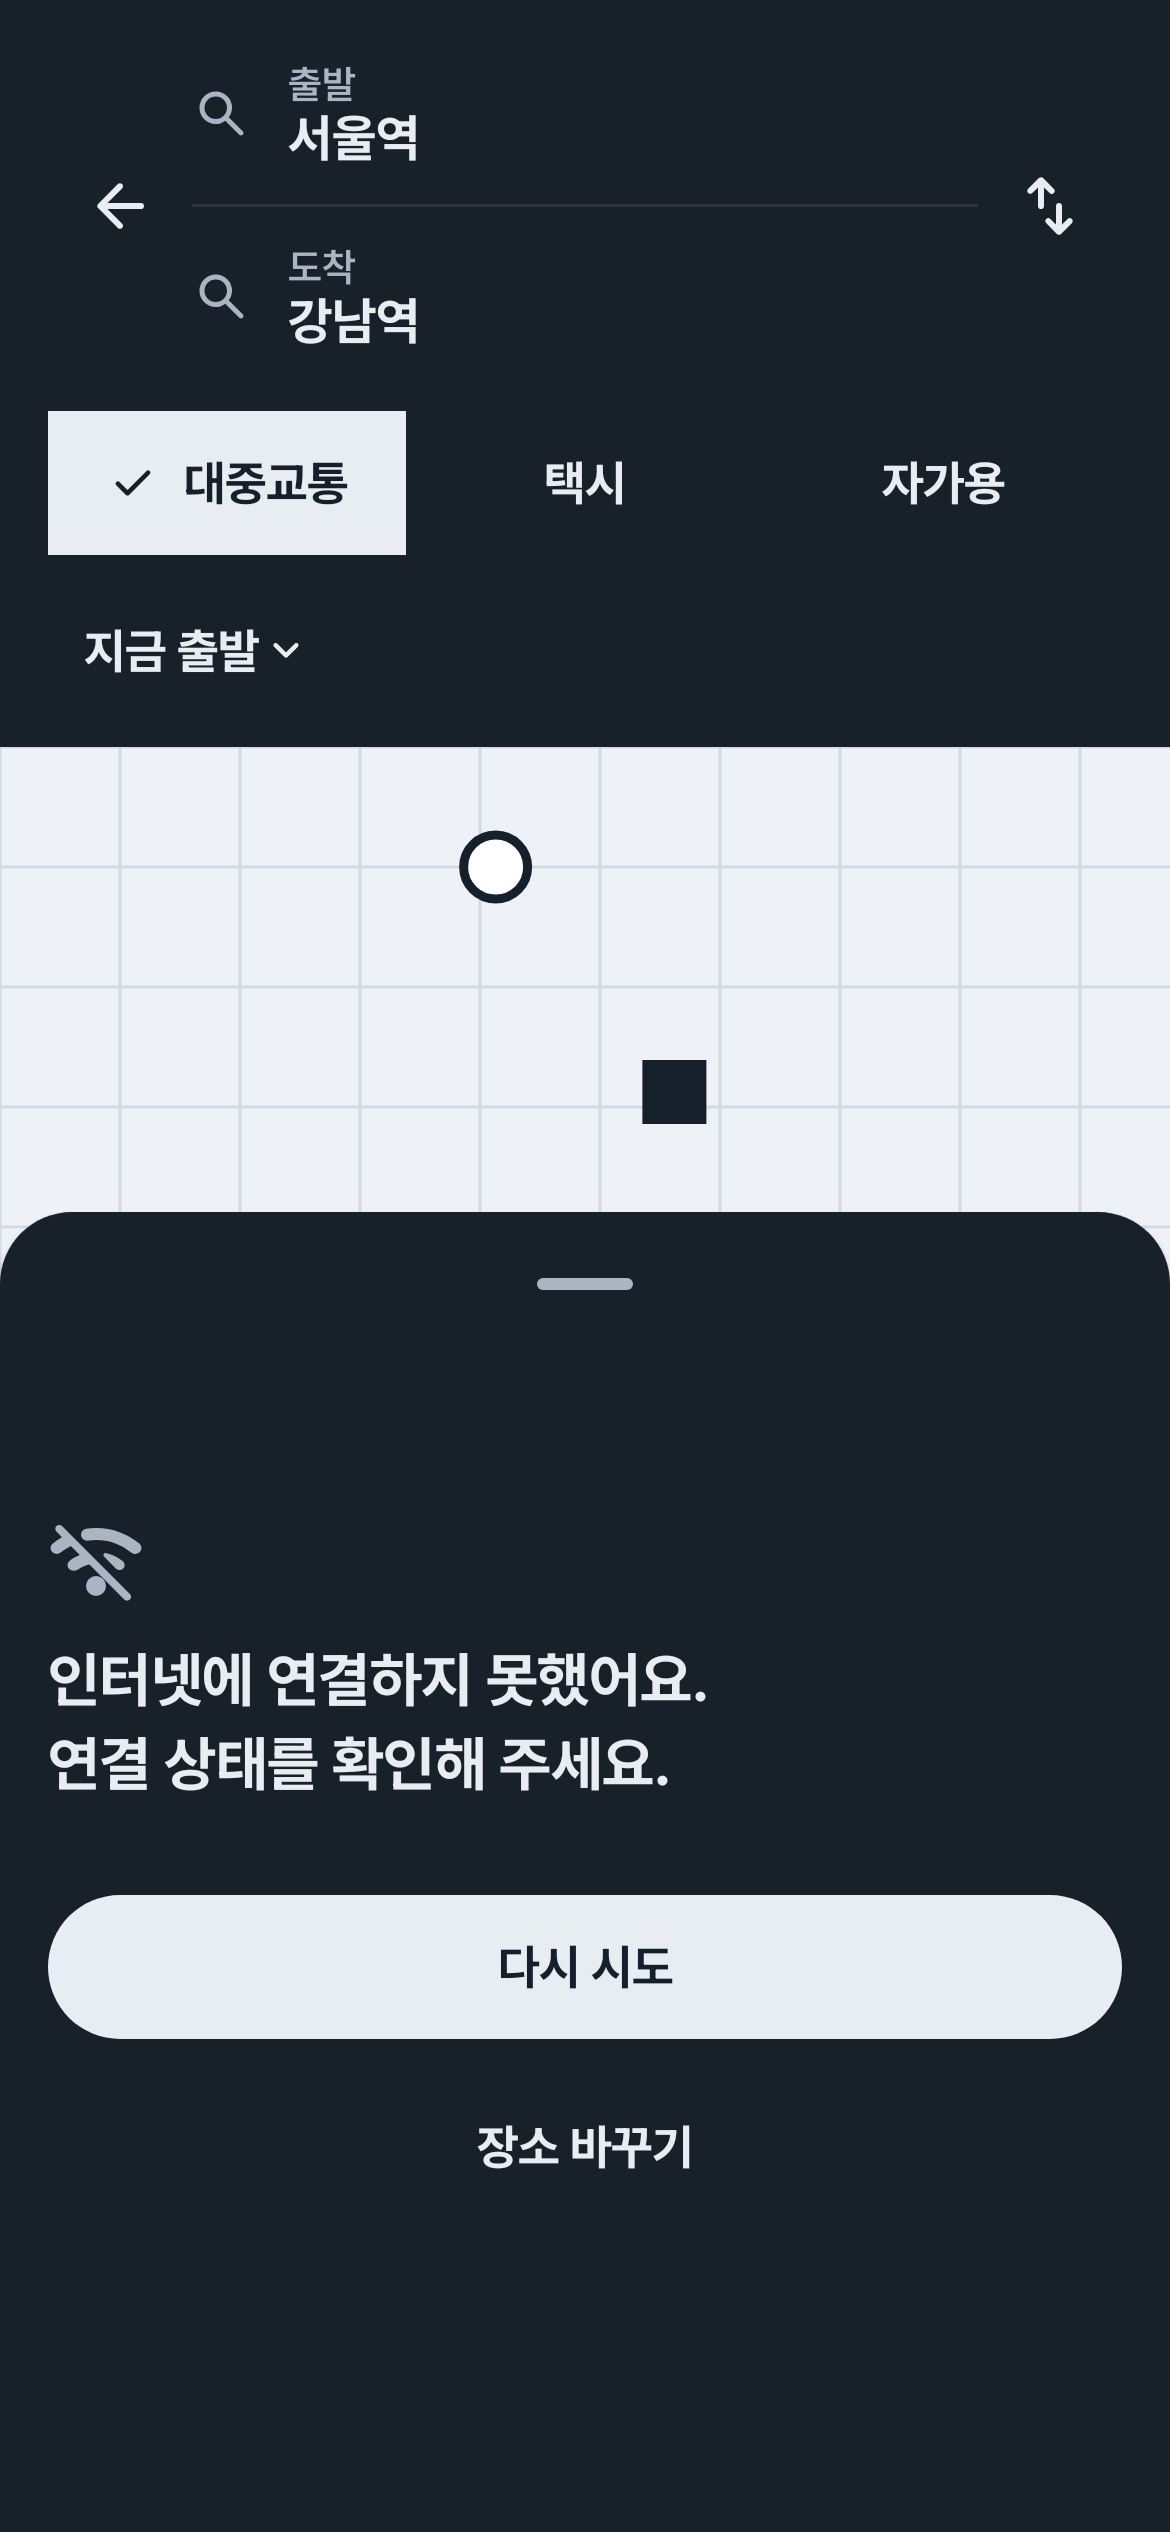 출발
서울역
도착
강남역
대중교통
택시
자가용
지금 출발
인터넷에 연결하지 못했어요.
연결 상태를 확인해 주세요.
다시 시도
장소 바꾸기